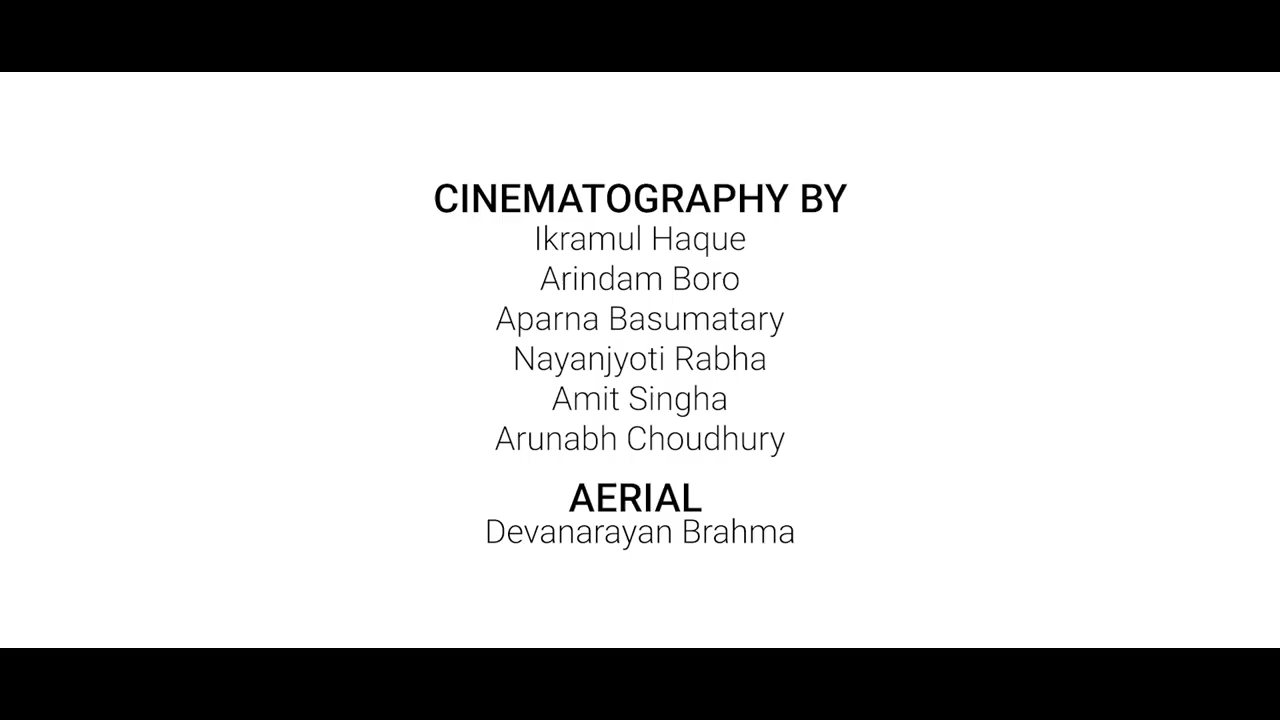 CINEMATOGRAPHY BY
Ikramul Haque
Arindam Boro
Aparna Basumatary
Nayanjyoti Rabha
Amit Singha
Arunabh Choudhury
AERIAL
Devanarayan Brahma